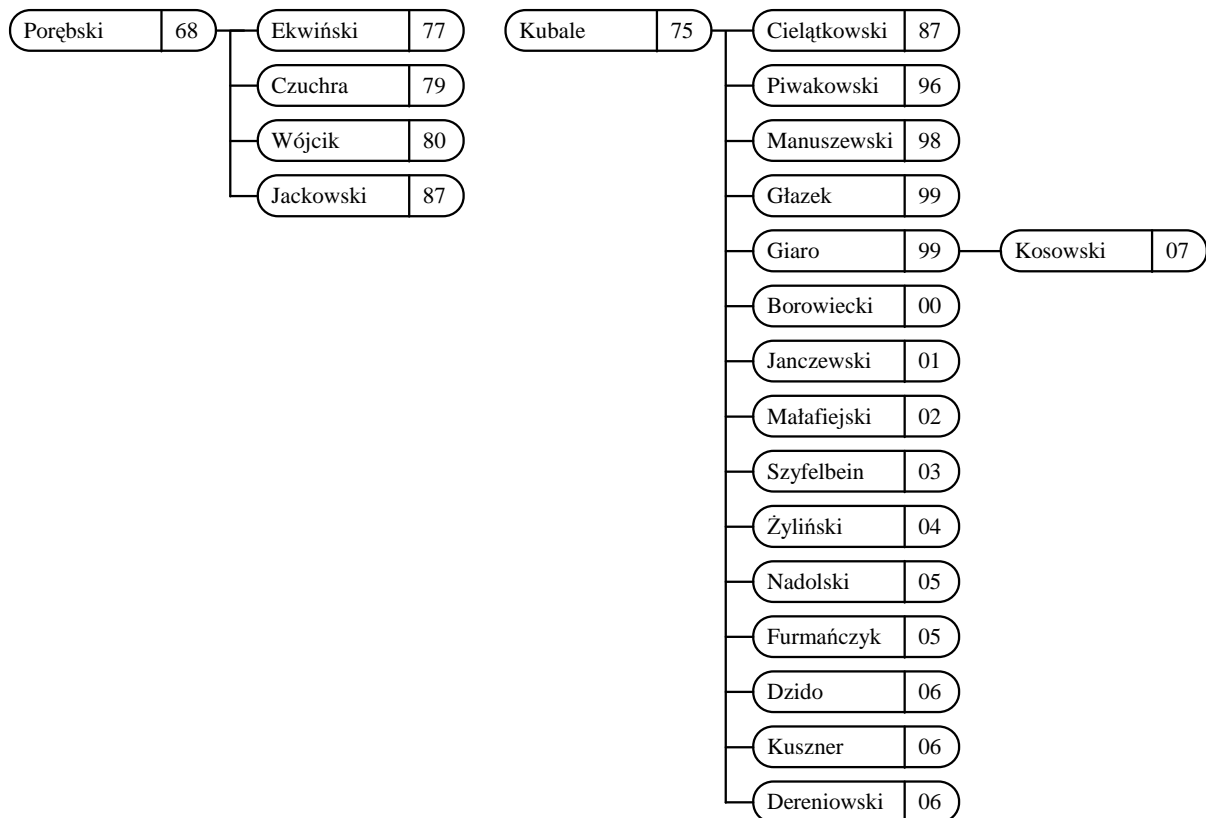 Porębski 68 Ekwiński 77 Kubale 75 Cielątkowski 87
Czuchra 79 Piwakowski 96
Wójcik 80 Manuszewski 98
Jackowski 87 Głazek 99
Giaro 99 Kosowski 07
Borowiecki 00
Janczewski 01
Małafiejski 02
Szyfelbein 03
Żyliński 04
Nadolski 05
Furmańczyk 05
Dzido 06
Kuszner 06
Dereniowski 06